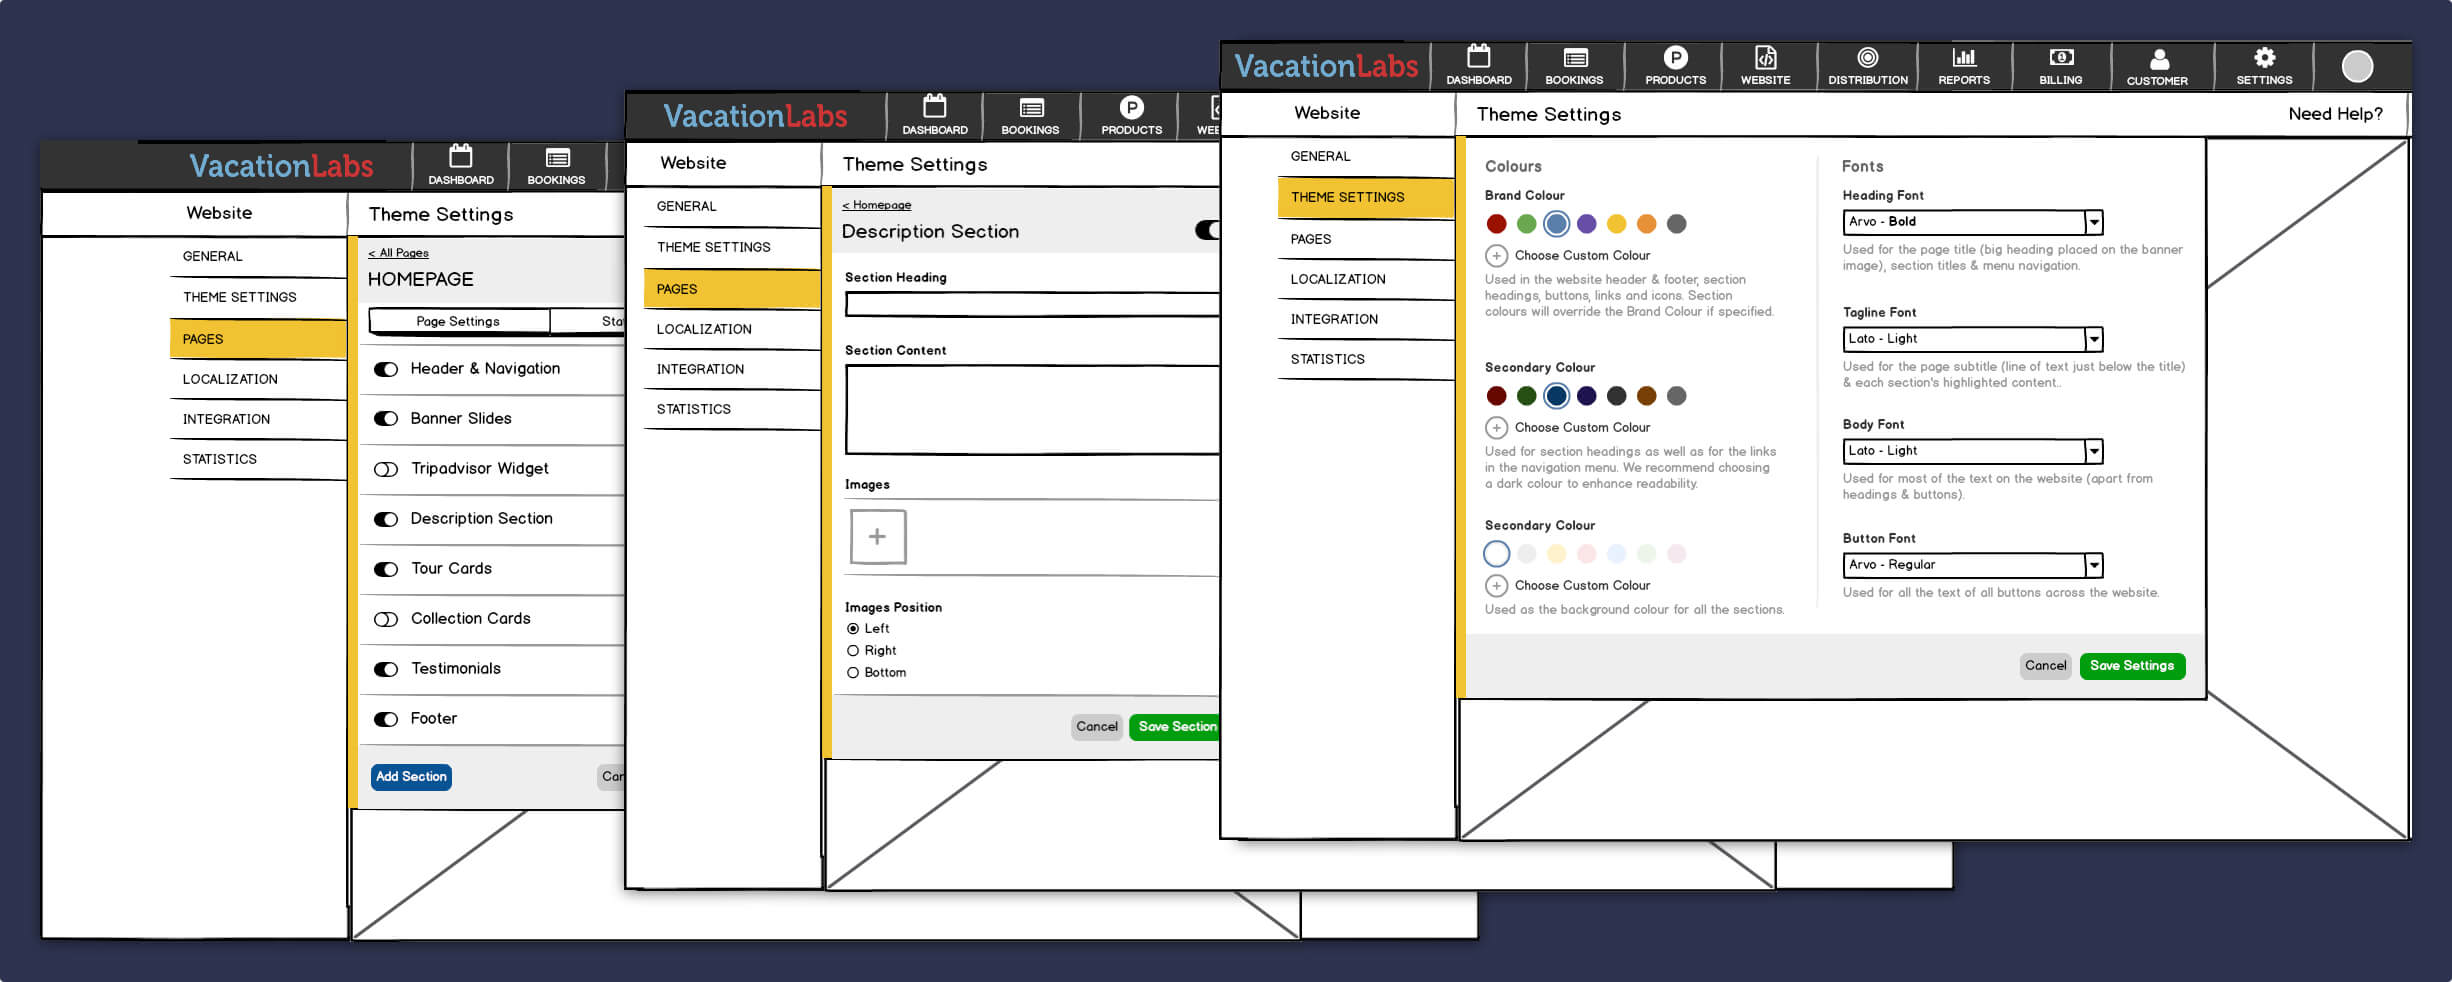 VacationLabs
DASHBOARD
BOOKINGS
Website
Theme Settings
GENERAL
THEME SETTINGS
PAGES
LOCALIZATION
INTEGRATION
STATISTICS
< All Pages
HOMEPAGE
Page Settings
Header & Navigation
Banner Slides
Tripadvisor Widget
Description Section
Tour Cards
Collection Cards
Testimonials
Footer
Add Section
VacationLabs
DASHBOARD
BOOKINGS
PRODUCTS
Website
Theme Settings
GENERAL
THEME SETTINGS
PAGES
LOCALIZATION
INTEGRATION
STATISTICS
< Homepage
Description Section
Section Heading
Section Content
Images
Images Position
Left
Right
Bottom
Cancel
Save Section
VacationLabs
DASHBOARD
BOOKINGS
PRODUCTS
WEBSITE
DISTRIBUTION
REPORTS
BILLING
CUSTOMER
SETTINGS
Website
Theme Settings
Need Help?
GENERAL
THEME SETTINGS
PAGES
LOCALIZATION
INTEGRATION
STATISTICS
Colours
Brand Colour
Choose Custom Colour
Used in the website header & footer, section
headings, buttons, links and icons. Section
colours will override the Brand Colour if specified.
Secondary Colour
Choose Custom Colour
Used for section headings as well as for the links
in the navigation menu. We recommend choosing
a dark colour to enhance readability.
Secondary Colour
Choose Custom Colour
Used as the background colour for all the sections.
Fonts
Heading Font
Arvo - Bold
Used for the page title (big heading placed on the banner
image), section titles & menu navigation.
Tagline Font
Lato - Light
Used for the page subtitle (line of text just below the title)
& each section's highlighted content..
Body Font
Lato - Light
Used for most of the text on the website (apart from
headings & buttons).
Button Font
Arvo - Regular
Used for all the text of all buttons across the website.
Cancel
Save Settings